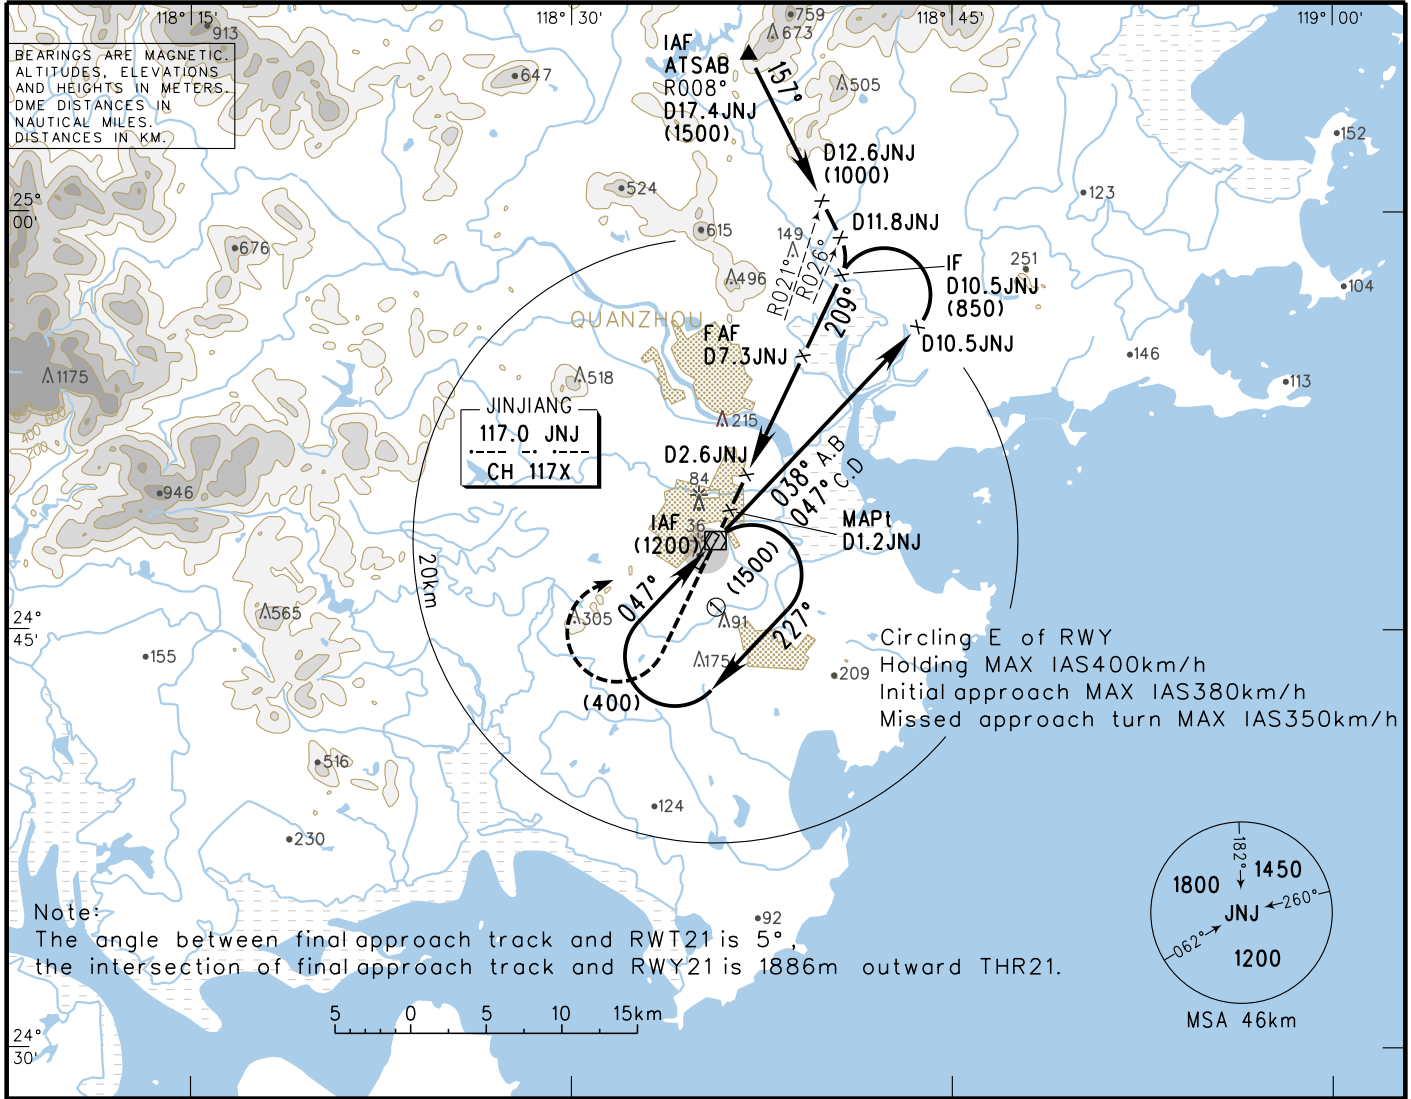 118° 15'
118° 30'
118° 45'
119° 00'
913
BEARINGS ARE MAGNETIC.
ALTITUDES, ELEVATIONS
AND HEIGHTS IN METERS.
DME DISTANCES IN
NAUTICAL MILES.
DISTANCES IN KM.
647
759
673
505
IAF
ATSAB
R008°
D17.4JNJ
(1500)
157°
D12.6JNJ
(1000)
152
123
524
25°
00'
615
676
149
D11.8JNJ
R021°
R026°
496
IF
D10.5JNJ
(850)
251
104
209°
QUANZHOU
FAF
D7.3JNJ
D10.5JNJ
146
113
1175
518
400
600
200
JINJIANG
117.0 JNJ
CH 117X
215
D2.6JNJ
84
038° A.B
047° C.D
946
36
IAF
(1200)
MAPt
D1.2JNJ
20km
(1500)
047°
1
227°
565
305
91
24°
45'
155
175
209
(400)
Circling E of RWY
Holding MAX IAS400km/h
Initial approach MAX IAS380km/h
Missed approach turn MAX IAS350km/h
516
124
230
92
182°
1450
1800
JNJ
260°
062°
1200
MSA 46km
Note:
The angle between final approach track and RWT21 is 5°,
the intersection of final approach track and RWY21 is 1886m outward THR21.
5 0 5 10 15km
24°
30'